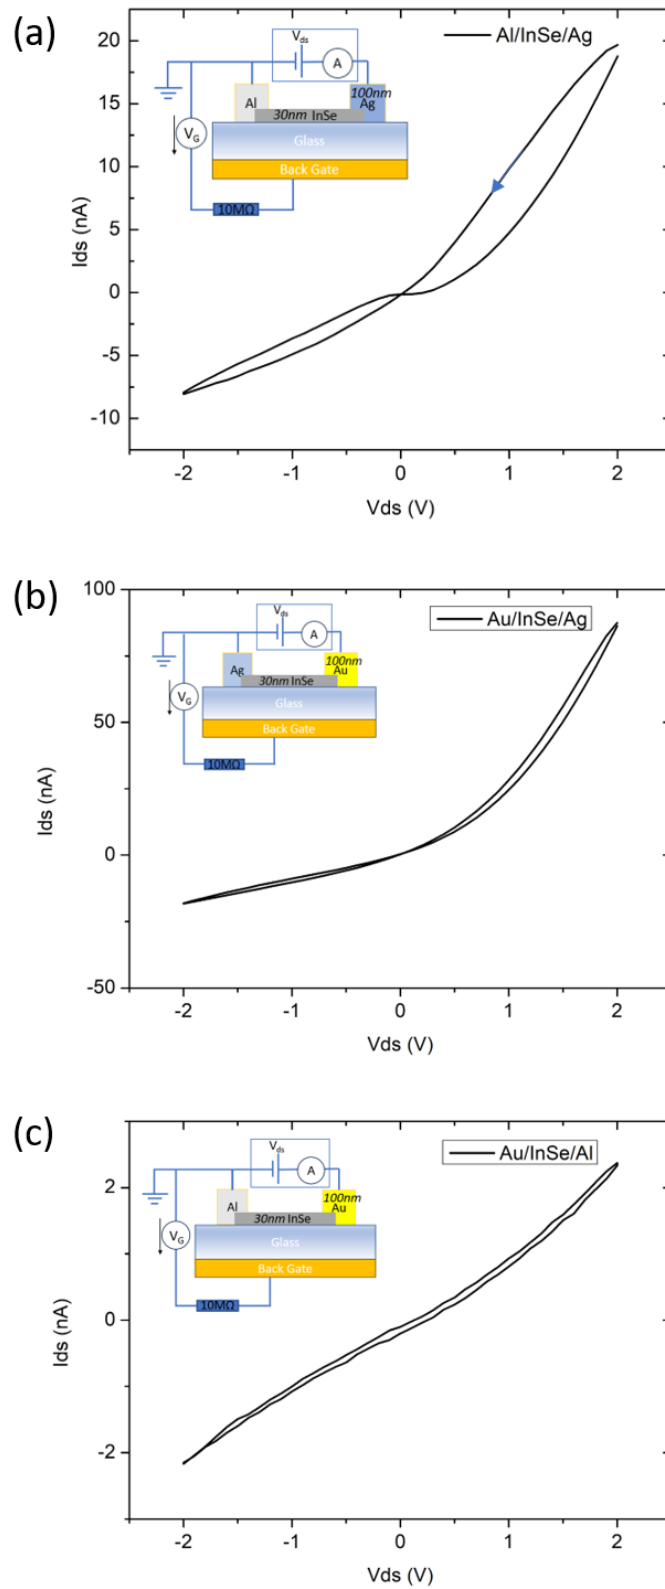 (a)
Al/InSe/Ag
Vds
A
100nm
Al
Ag
30nm InSe
VG
Glass
Back Gate
10MΩ
20
15
10
5
0
-5
-10
Ids (nA)
-2
-1
0
1
2
Vds (V)
(b)
Au/InSe/Ag
Vds
A
100nm
Ag
Au
30nm InSe
VG
Glass
Back Gate
10MΩ
100
50
0
-50
Ids (nA)
-2
-1
0
1
2
Vds (V)
(c)
Au/InSe/Al
Vds
A
100nm
Al
Au
30nm InSe
VG
Glass
Back Gate
10MΩ
2
0
-2
Ids (nA)
-2
-1
0
1
2
Vds (V)